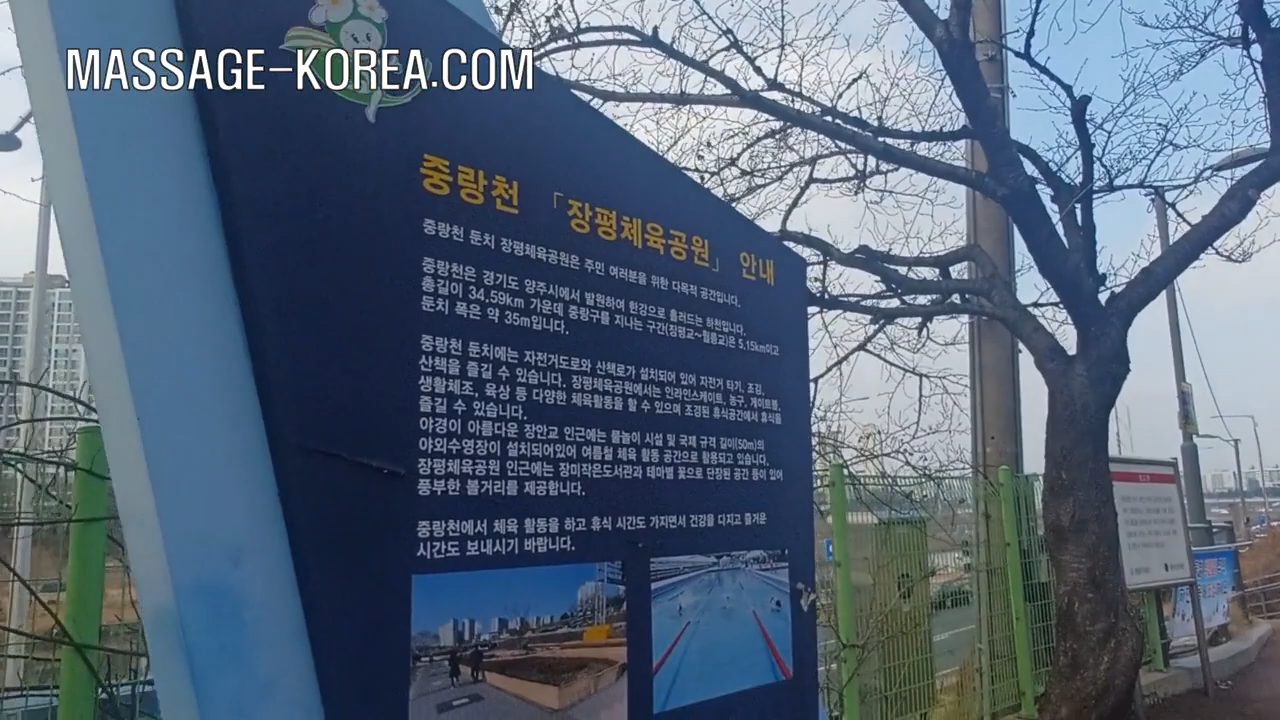 MASSAGE-KOREA.COM
중랑천 「장평체육공원」 안내
중랑천 둔치 장평체육공원은 주민 여러분을 위한 다목적 공간입니다.
중랑천은 경기도 양주시에서 발원하여 한강으로 흘러드는 하천입니다.
총길이 34.59km 가운데 중랑구를 지나는 구간(장평교~월릉교)은 5.15km이고
둔치 폭은 약 35m입니다.
중랑천 둔치에는 자전거도로와 산책로가 설치되어 있어 자전거 타기, 조깅,
산책을 즐길 수 있습니다. 장평체육공원에서는 인라인스케이트, 농구, 게이트볼,
생활체조, 육상 등 다양한 체육활동을 할 수 있으며 조경된 휴식공간에서 휴식을
즐길 수 있습니다.
야경이 아름다운 장안교 인근에는 물놀이 시설 및 국제 규격 길이(50m)의
야외수영장이 설치되어있어 여름철 체육 활동 공간으로 활용되고 있습니다.
장평체육공원 인근에는 장미작은도서관과 테마별 꽃으로 단장된 공간 등이 있어
풍부한 볼거리를 제공합니다.
중랑천에서 체육 활동을 하고 휴식 시간도 가지면서 건강을 다지고 즐거운
시간도 보내시기 바랍니다.